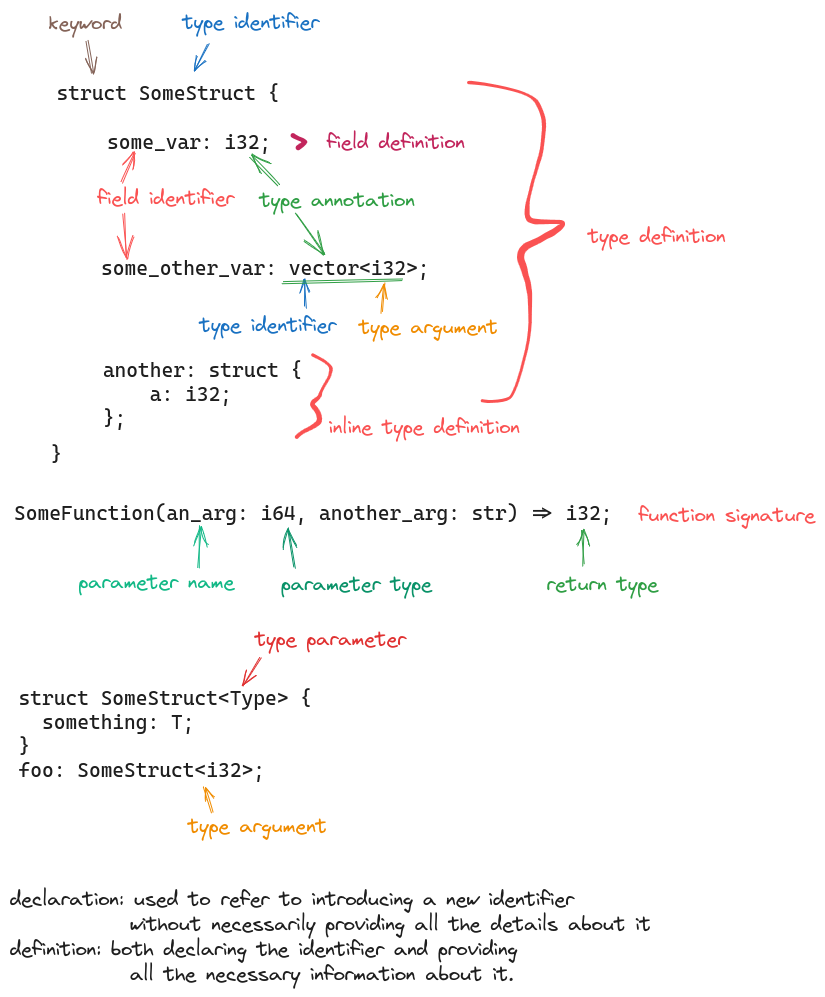 keyword type identifier
struct SomeStruct {
some_var: i32; > field definition
field identifier type annotation
type definition
some_other_var: vector<i32>;
type identifier type argument
another: struct {
a: i32;
};
inline type definition
}
SomeFunction(an_arg: i64, another_arg: str) => i32; function signature
parameter name parameter type return type
type parameter
struct SomeStruct<Type> {
something: T;
}
foo: SomeStruct<i32>;
type argument
declaration: used to refer to introducing a new identifier
without necessarily providing all the details about it
definition: both declaring the identifier and providing
all the necessary information about it.